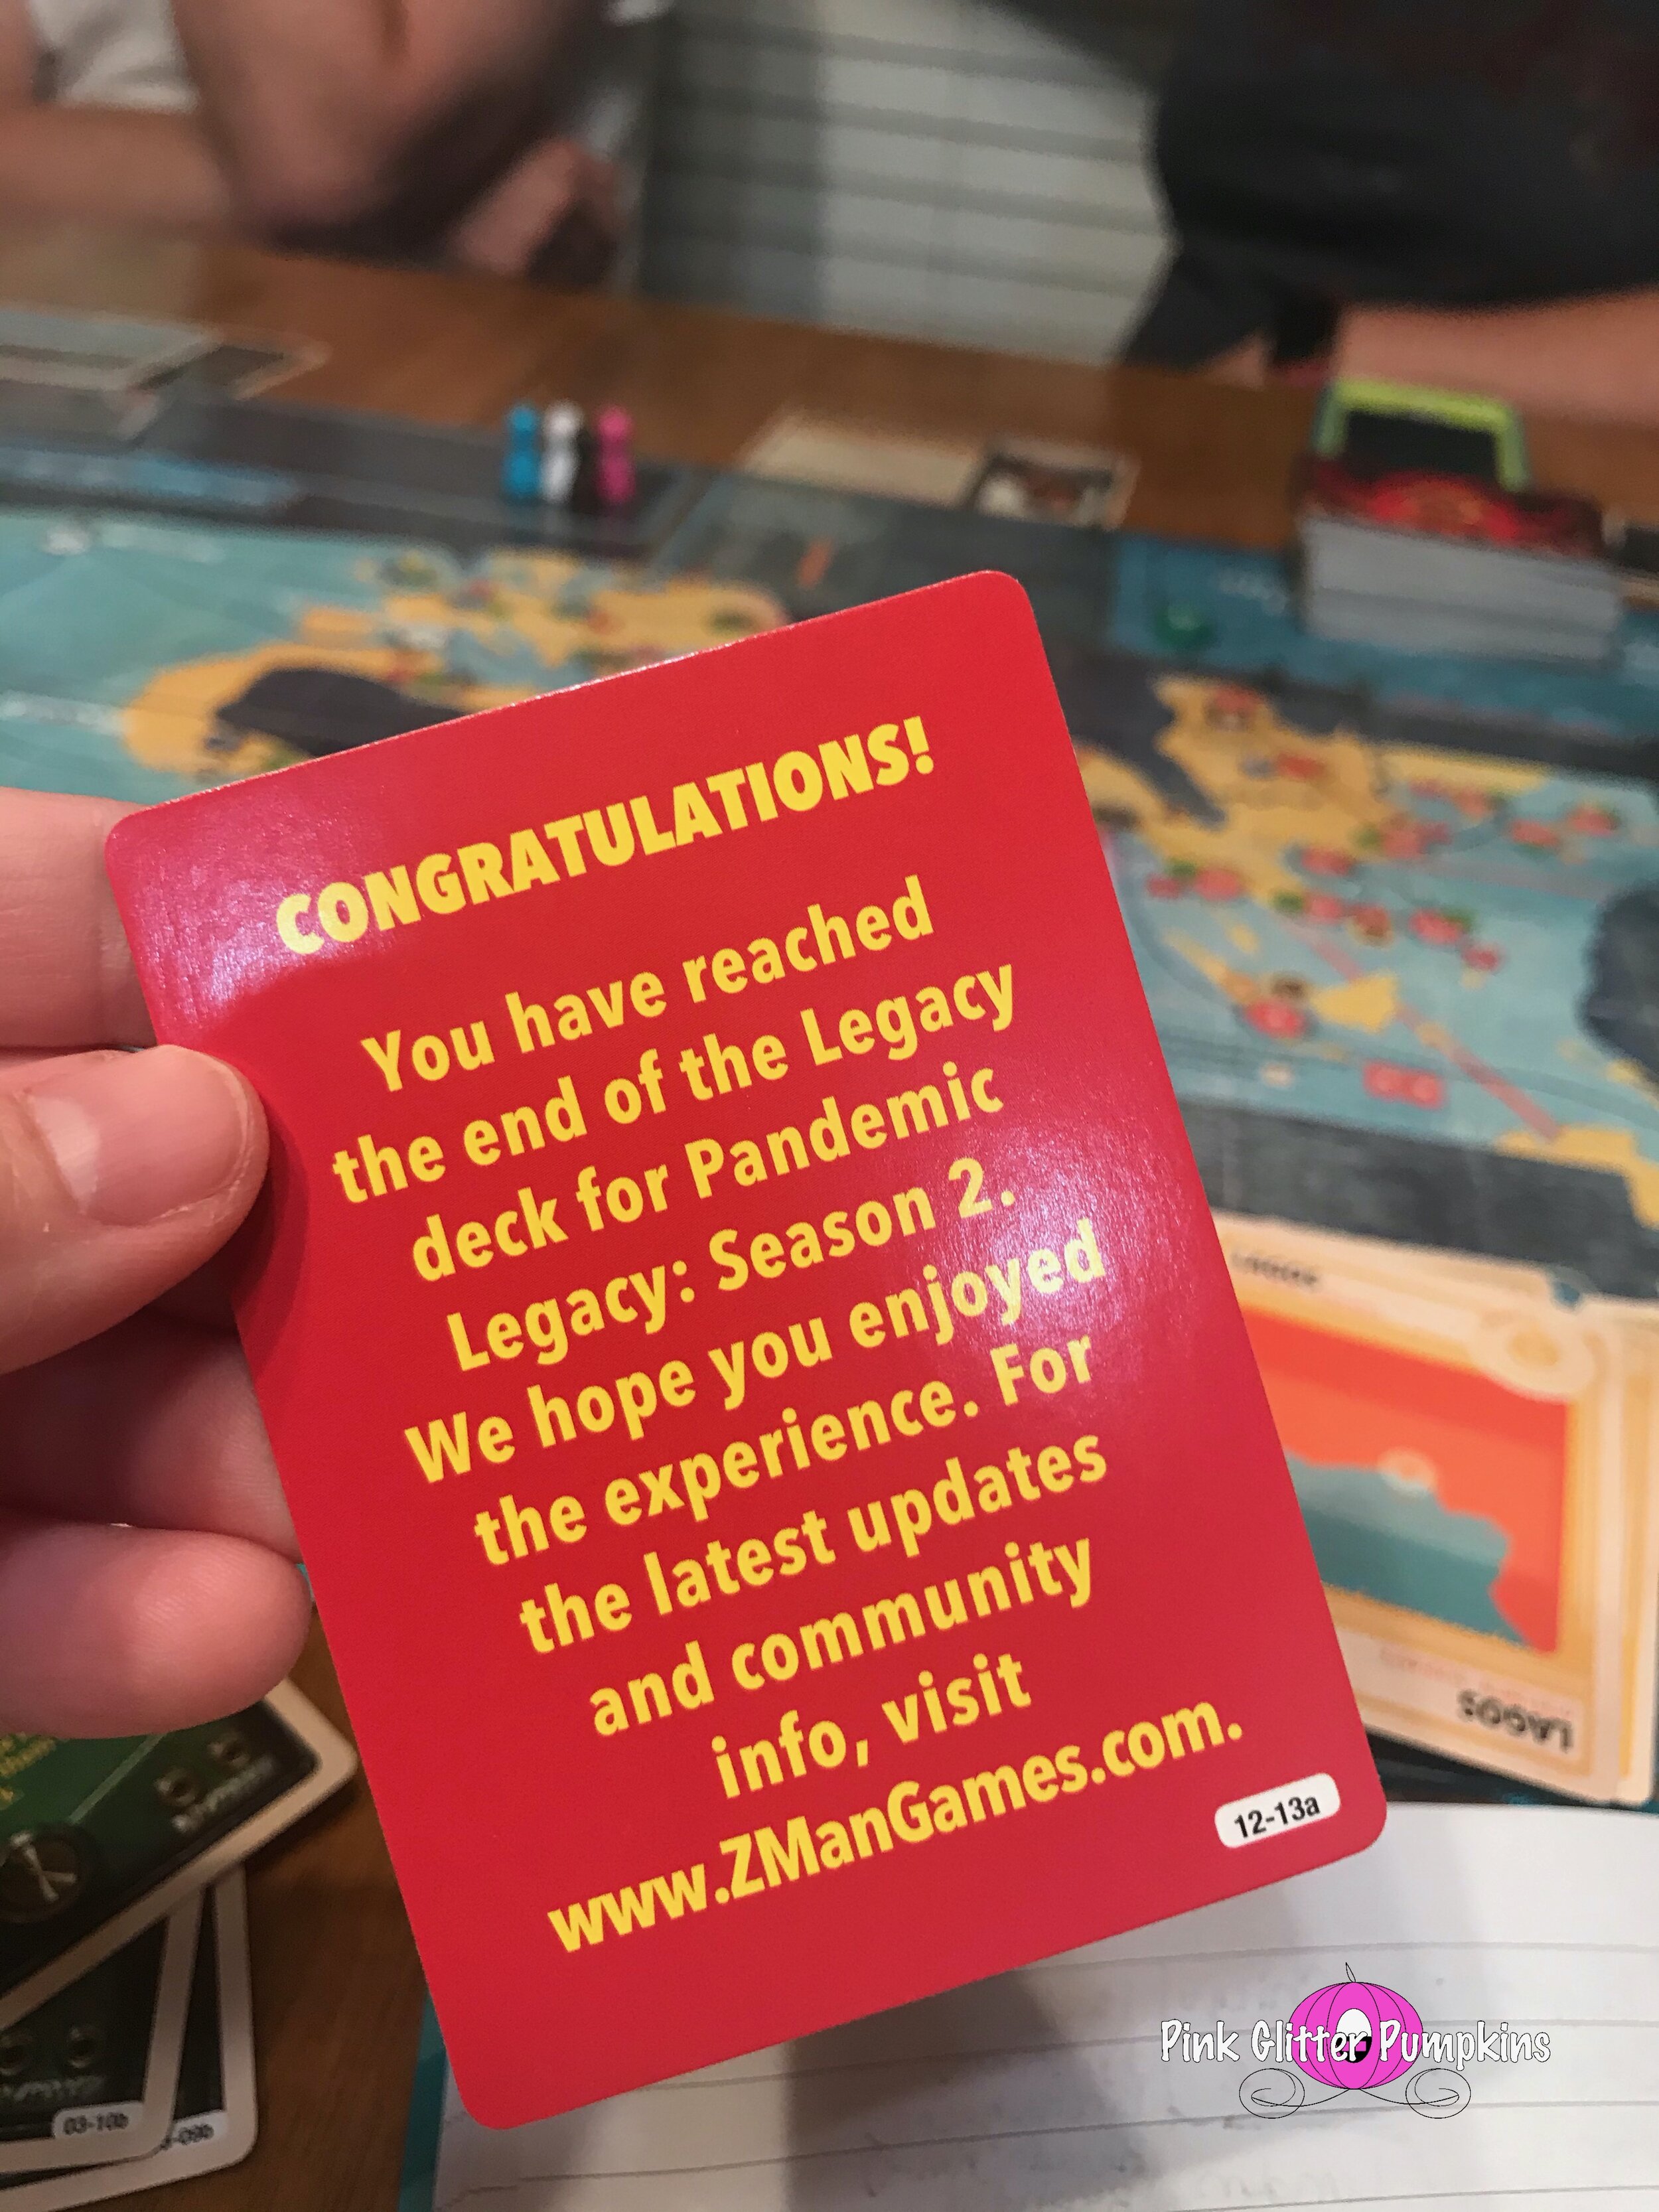 CONGRATULATIONS!
You have reached
the end of the Legacy
deck for Pandemic
Legacy: Season 2.
We hope you enjoyed
the experience. For
the latest updates
and community
info, visit
www.ZManGames.com.
12-13a
LAGOS
03-10b
Pink Glitter Pumpkins